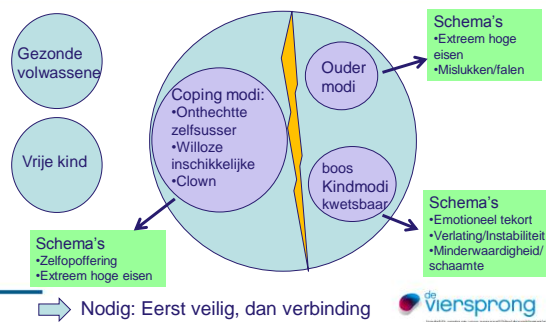 Gezonde
volwassene
Vrije kind
Coping modi:
•Onthechtte
zelfsusser
•Willoze
inschikkelijke
•Clown
Ouder
modi
boos
Kindmodi
kwetsbaar
Schema's
•Extreem hoge
eisen
•Mislukken/falen
Schema's
•Emotioneel tekort
•Verlating/Instabiliteit
•Minderwaardigheid/
schaamte
Schema's
•Zelfopoffering
•Extreem hoge eisen
Nodig: Eerst veilig, dan verbinding
de
viersprong